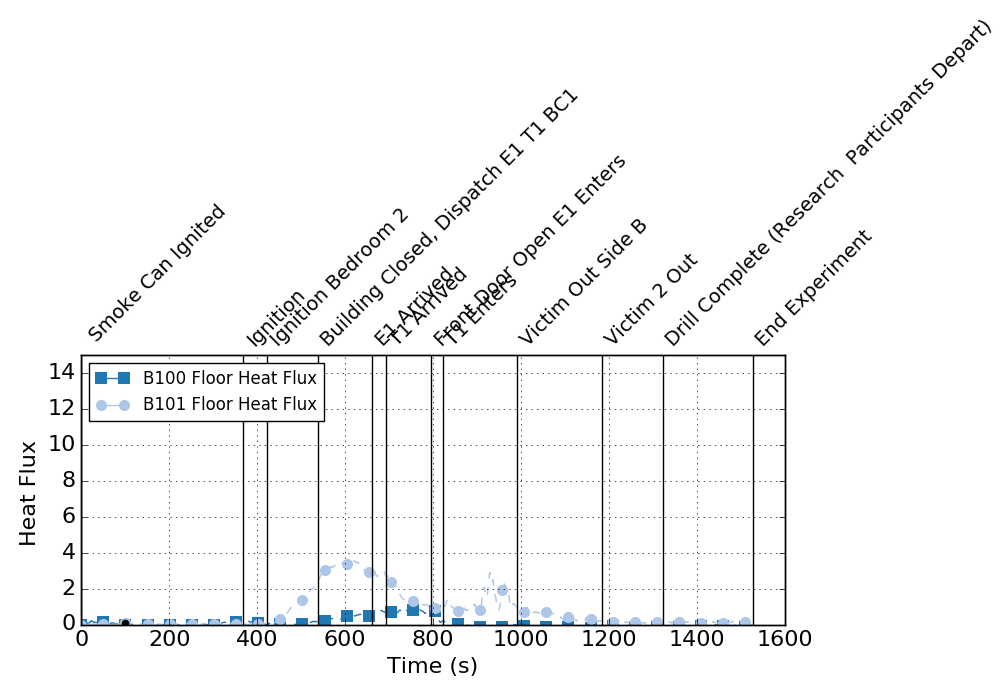 Smoke Can Ignited
Ignition
Ignition Bedroom 2
Building Closed, Dispatch E1 T1 BC1
E1 Arrived
T1 Arrived
Front Door Open E1 Enters
T1 Enters
Victim Out Side B
Victim 2 Out
Drill Complete (Research  Participants Depart)
End Experiment
B100 Floor Heat Flux
B101 Floor Heat Flux
Heat Flux
14
12
10
8
6
4
2
0
0 200 400 600 800 1000 1200 1400 1600
Time (s)